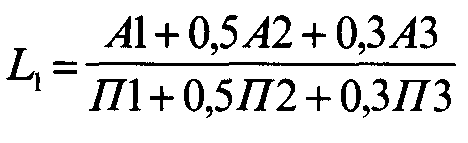 L₁ = (А1 + 0,5А2 + 0,3А3) / (П1 + 0,5П2 + 0,3П3)